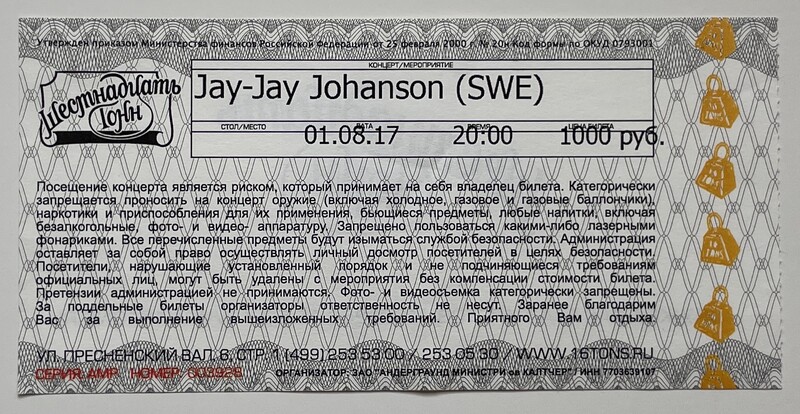 Утвержден приказом Министерства финансов Российской Федерации от 25 февраля 2000 г. № 20н Код формы по ОКУД 0793001
Шестнадцать
Тонн
КОНЦЕРТ/МЕРОПРИЯТИЕ
Jay-Jay Johanson (SWE)
СТОЛ/МЕСТО ДАТА ВРЕМЯ ЦЕНА БИЛЕТА
01.08.17 20:00 1000 руб.
Посещение концерта является риском, который принимает на себя владелец билета. Категорически
запрещается проносить на концерт оружие (включая холодное, газовое и газовые баллончики),
наркотики и приспособления для их применения, бьющиеся предметы, любые напитки, включая
безалкогольные, фото- видео- аппаратуру. Запрещено пользоваться какими-либо лазерными
фонариками. Все перечисленные предметы будут изыматься службой безопасности. Администрация
оставляет за собой право осуществлять личный досмотр посетителей в целях безопасности.
Посетители, нарушающие установленный порядок и не подчиняющиеся требованиям
официальных лиц, могут быть удалены с мероприятия без компенсации стоимости билета.
Претензии администрацией не принимаются. Фото- и видеосъемка категорически запрещены.
За поддельные билеты организаторы ответственность не несут. Заранее благодарим
Вас за выполнение вышеизложенных требований. Приятного Вам отдыха.
УЛ. ПРЕСНЕНСКИЙ ВАЛ, 6, СТР. 1 (499) 253 53 00 / 253 05 30 / WWW.16TONS.RU
СЕРИЯ АМР НОМЕР 003928
ОРГАНИЗАТОР: ЗАО "АНДЕРГРАУНД МИНИСТРИ ов КАЛТЧЕР" / ИНН 7703639107